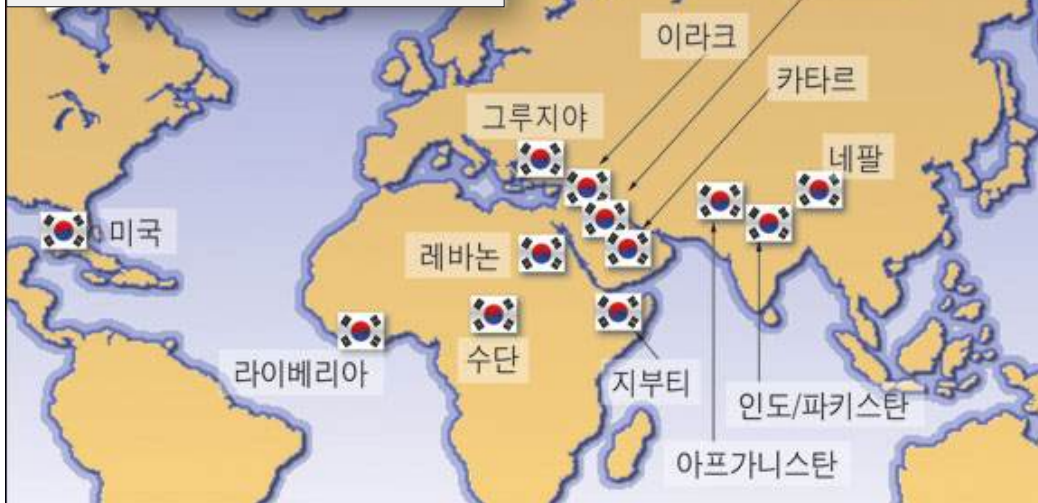 이라크
카타르
그루지야
네팔
미국
레바논
라이베리아
수단
지부티
인도/파키스탄
아프가니스탄